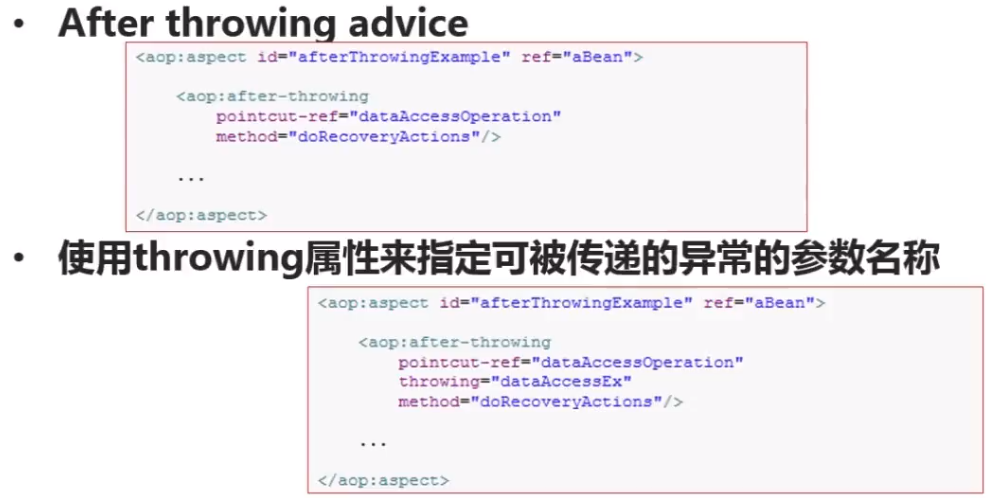 • After throwing advice
<aop:aspect id="afterThrowingExample" ref="aBean">
<aop:after-throwing
pointcut-ref="dataAccessOperation"
method="doRecoveryActions"/>
...
</aop:aspect>
• 使用throwing属性来指定可被传递的异常的参数名称
<aop:aspect id="afterThrowingExample" ref="aBean">
<aop:after-throwing
pointcut-ref="dataAccessOperation"
throwing="dataAccessEx"
method="doRecoveryActions"/>
...
</aop:aspect>